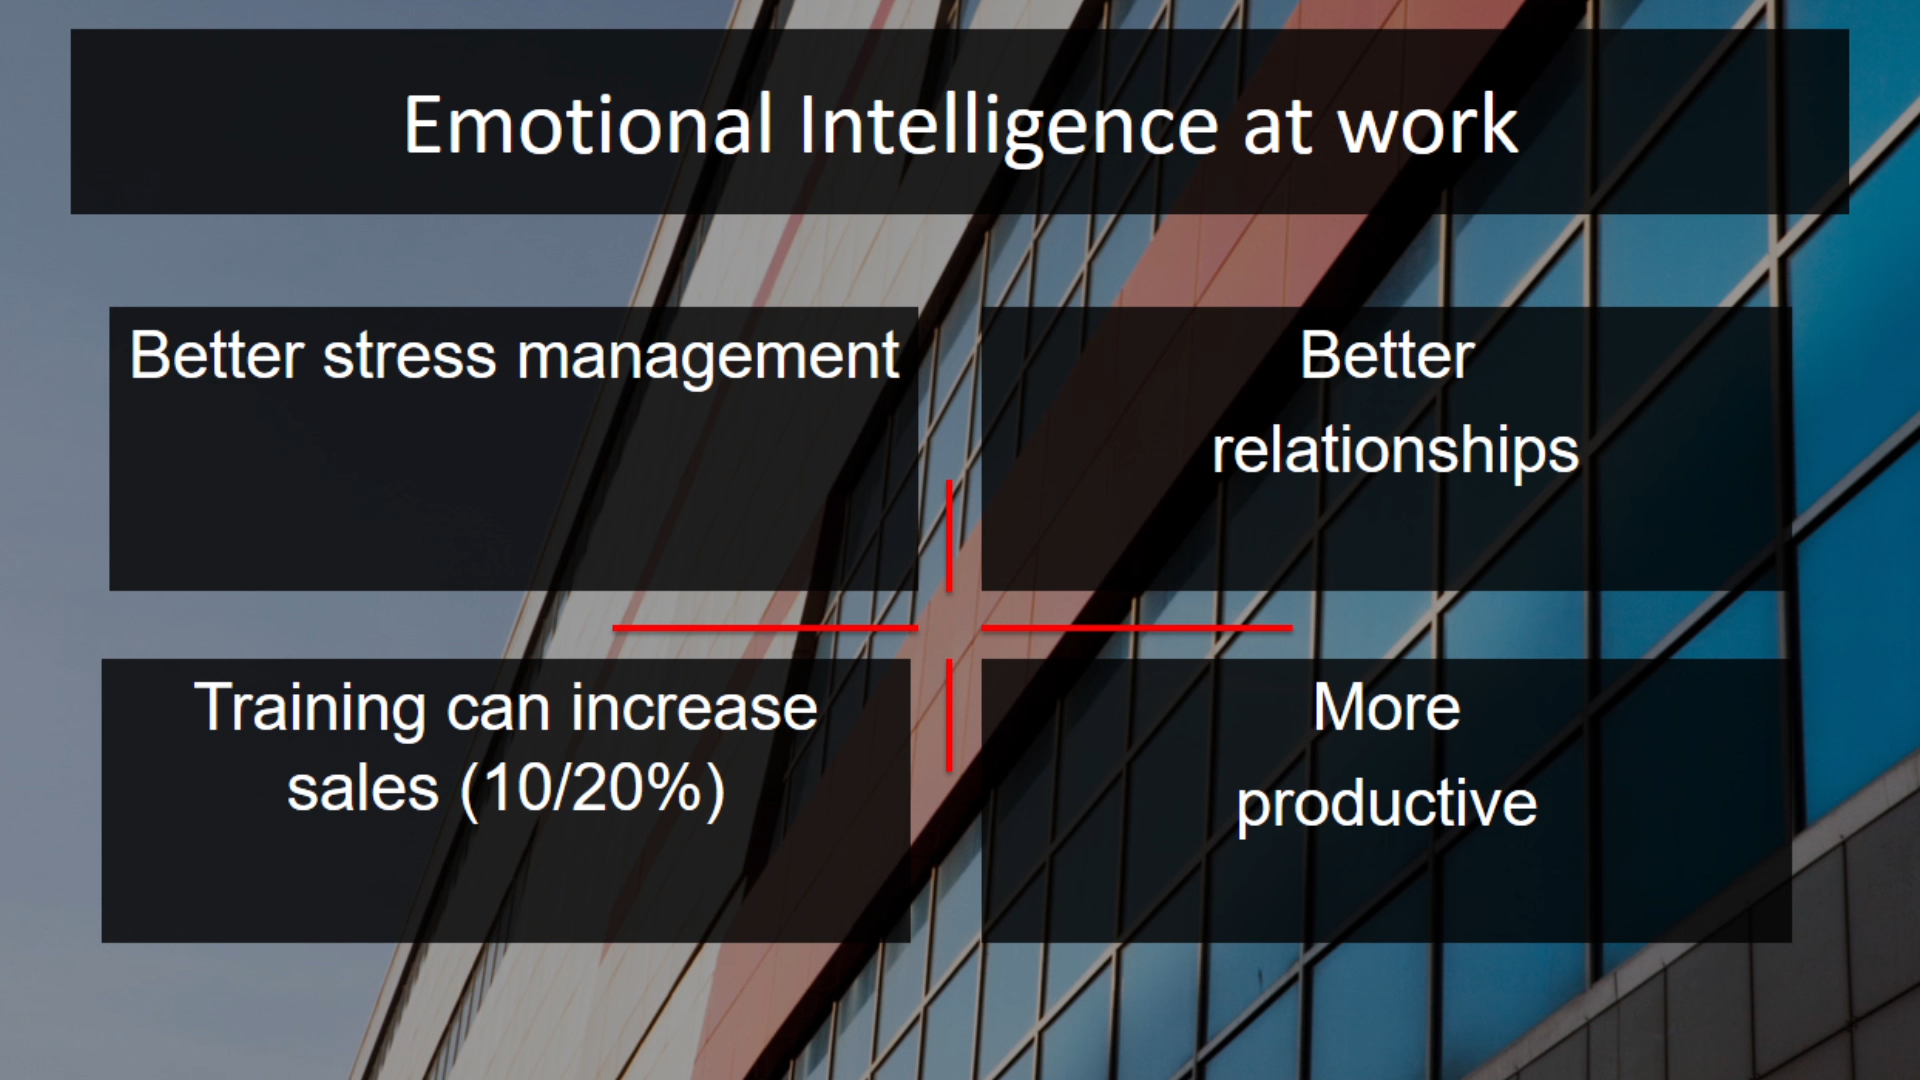 Emotional Intelligence at work
Better stress management
Better
relationships
Training can increase
sales (10/20%)
More
productive